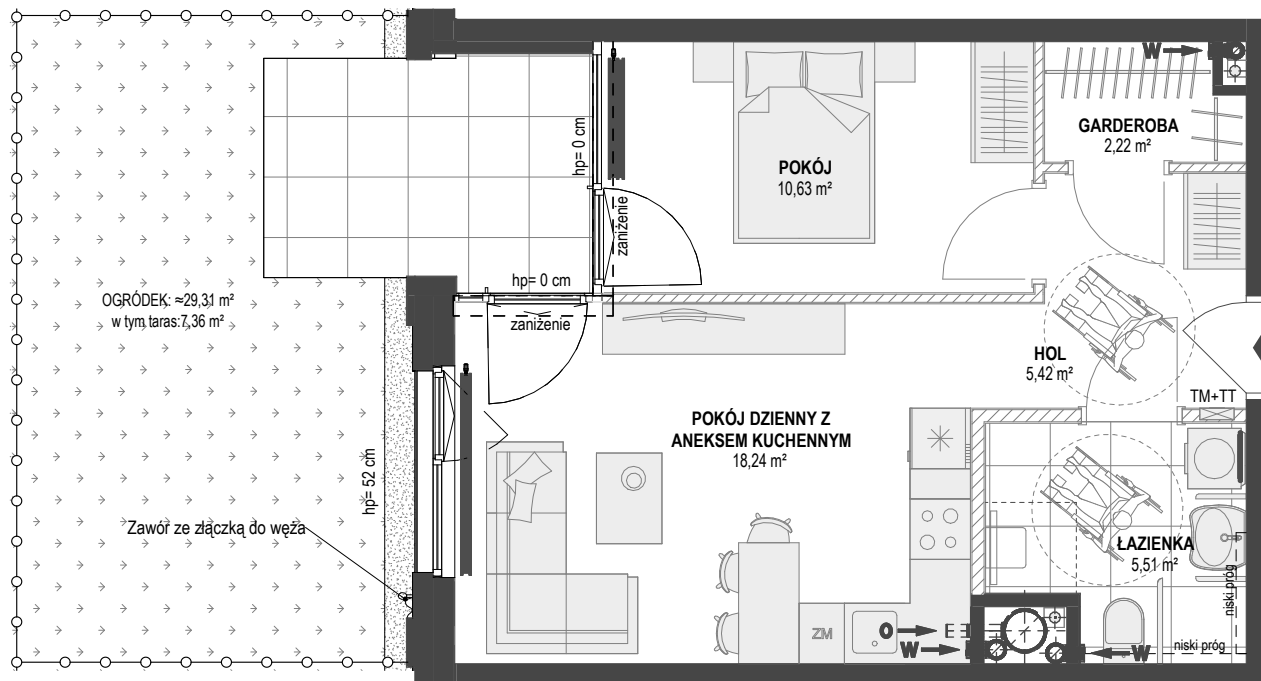 W
GARDEROBA
2,22 m²
hp= 0 cm
POKÓJ
10,63 m²
zaniżenie
hp= 0 cm
OGRÓDEK: ≈29,31 m²
w tym taras:7,36 m²
zaniżenie
HOL
5,42 m²
TM+TT
POKÓJ DZIENNY Z
ANEKSEM KUCHENNYM
18,24 m²
hp= 52 cm
Zawór ze złączką do węża
ŁAZIENKA
5,51 m²
niski próg
ZM
O
W
W
niski próg